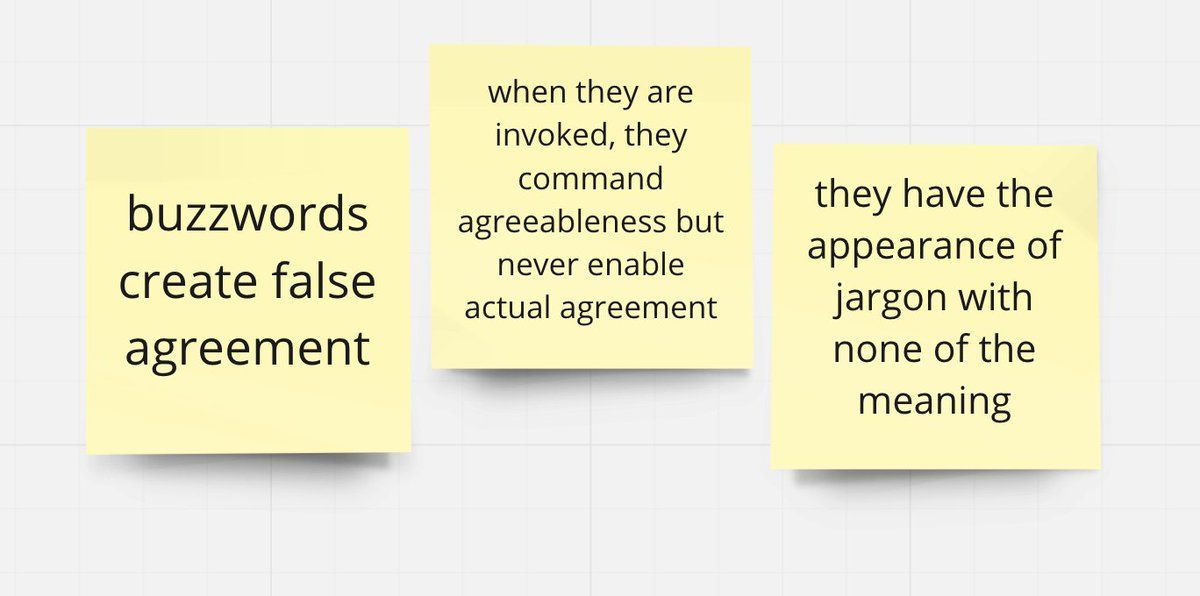 buzzwords
create false
agreement
when they are
invoked, they
command
agreeableness but
never enable
actual agreement
they have the
appearance of
jargon with
none of the
meaning